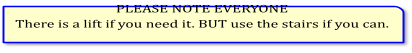 PLEASE NOTE EVERYONE
There is a lift if you need it. BUT use the stairs if you can.